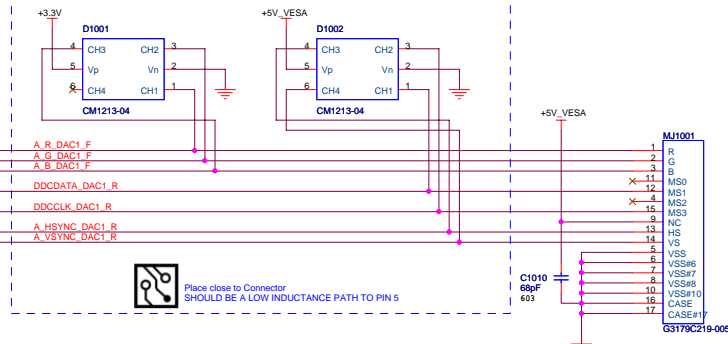 +3.3V
D1001
4 CH3 CH2 3
5 Vp Vn 2
6 CH4 CH1 1
CM1213-04
+5V_VESA
D1002
4 CH3 CH2 3
5 Vp Vn 2
6 CH4 CH1 1
CM1213-04
+5V_VESA
A_R_DAC1_F
A_G_DAC1_F
A_B_DAC1_F
DDCDATA_DAC1_R
DDCCLK_DAC1_R
A_HSYNC_DAC1_R
A_VSYNC_DAC1_R
MJ1001
1 R
2 G
3 B
11 MS0
12 MS1
4 MS2
15 MS3
9 NC
13 HS
14 VS
5 VSS
6 VSS#6
7 VSS#7
8 VSS#8
10 VSS#10
16 CASE
17 CASE#17
G3179C219-005
C1010
68pF
603
Place close to Connector
SHOULD BE A LOW INDUCTANCE PATH TO PIN 5